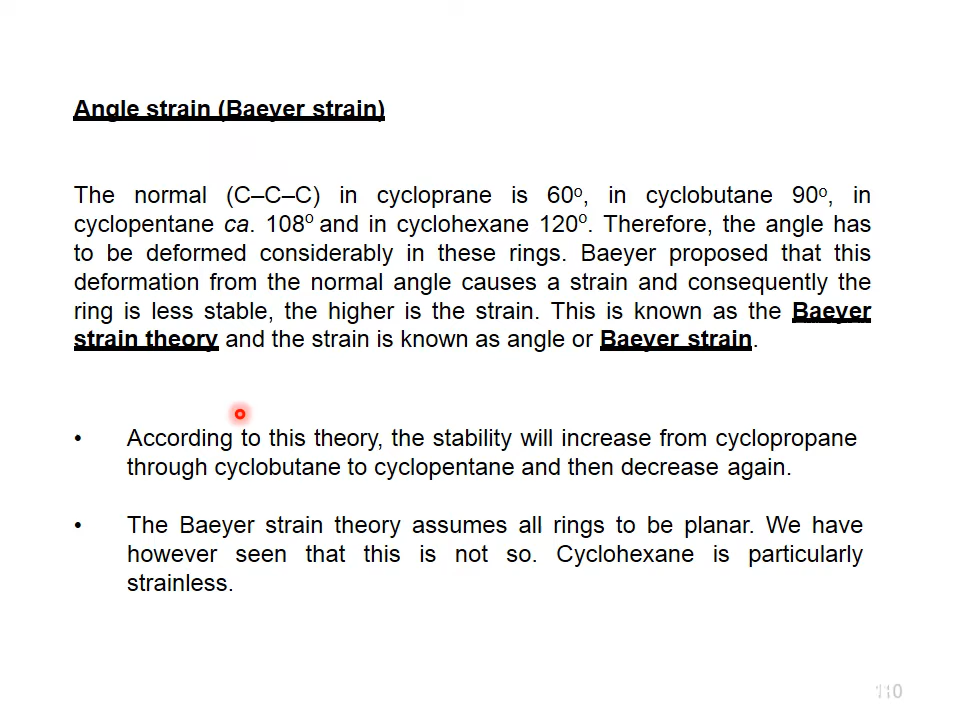 Angle strain (Baeyer strain)
The normal (C–C–C) in cycloprane is 60º, in cyclobutane 90º, in
cyclopentane ca. 108º and in cyclohexane 120º. Therefore, the angle has
to be deformed considerably in these rings. Baeyer proposed that this
deformation from the normal angle causes a strain and consequently the
ring is less stable, the higher is the strain. This is known as the Baeyer
strain theory and the strain is known as angle or Baeyer strain.
• According to this theory, the stability will increase from cyclopropane
through cyclobutane to cyclopentane and then decrease again.
• The Baeyer strain theory assumes all rings to be planar. We have
however seen that this is not so. Cyclohexane is particularly
strainless.